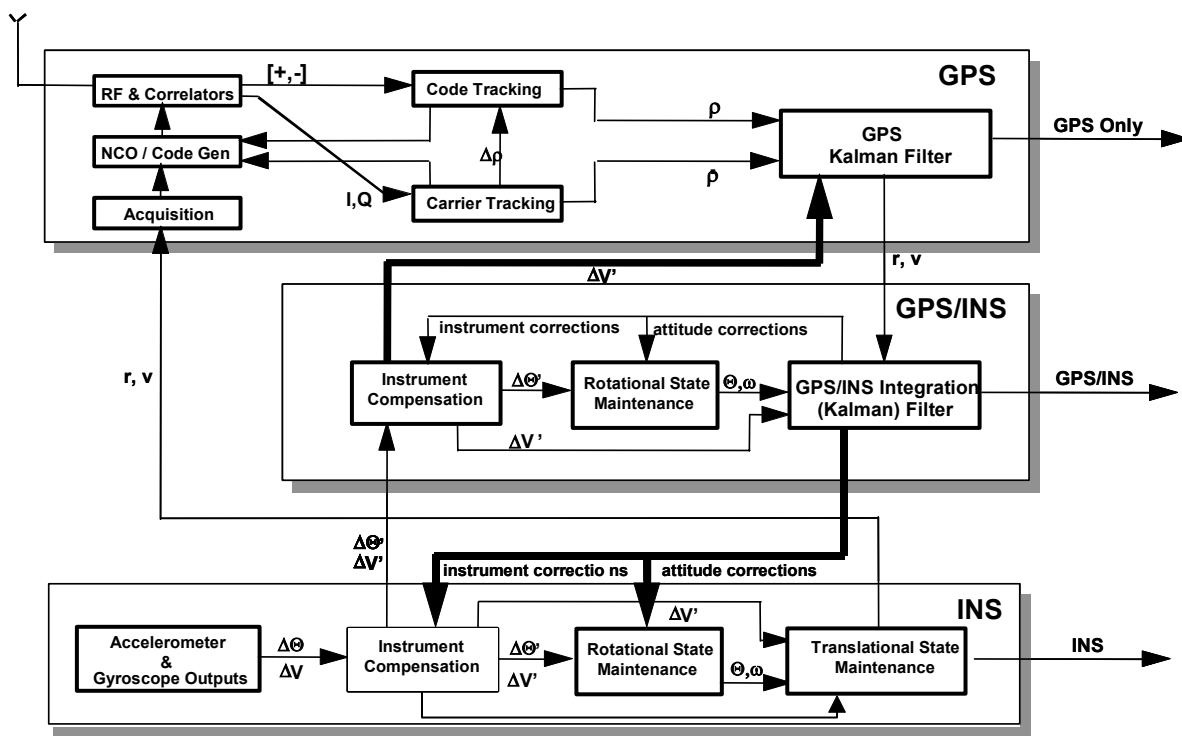 GPS
[+,-]
RF & Correlators
Code Tracking
ρ
GPS Only
NCO / Code Gen
Δρ
GPS
Kalman Filter
ρ̇
I,Q
Acquisition
Carrier Tracking
r, v
ΔV'
GPS/INS
instrument corrections
attitude corrections
r, v
Instrument
Compensation
ΔΘ'
Rotational State
Maintenance
Θ,ω
GPS/INS Integration
(Kalman) Filter
GPS/INS
ΔV '
ΔΘ'
ΔV'
instrument correctio ns
attitude corrections
INS
ΔV'
Accelerometer
&
Gyroscope Outputs
ΔΘ
ΔV
Instrument
Compensation
ΔΘ'
ΔV'
Rotational State
Maintenance
Θ,ω
Translational State
Maintenance
INS